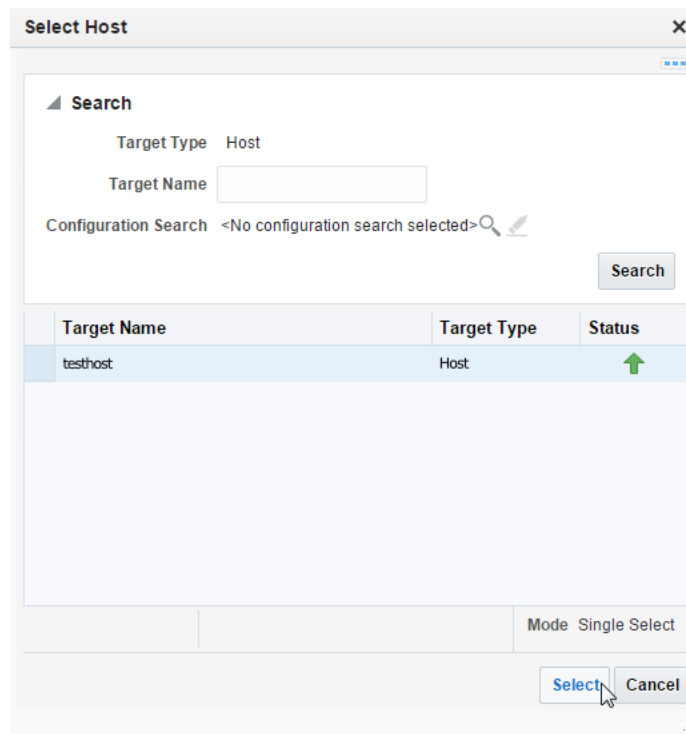 Select Host
Search
Target Type Host
Target Name
Configuration Search <No configuration search selected>
Search
Target Name Target Type Status
testhost Host
Mode Single Select
Select Cancel